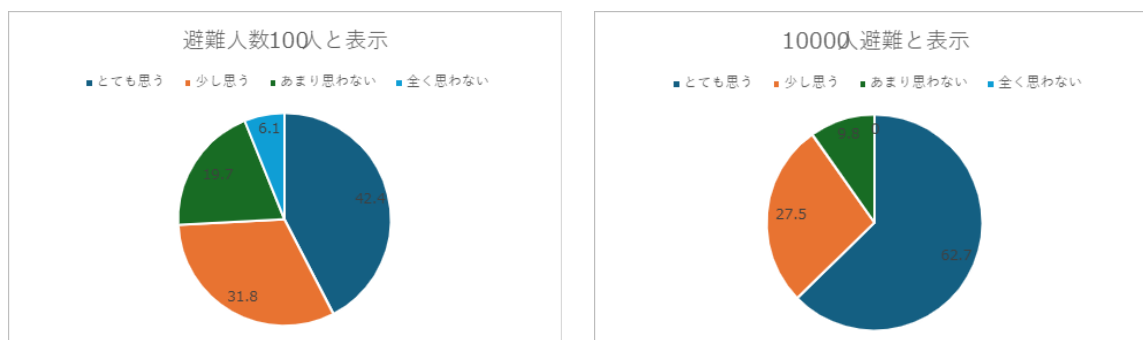 避難人数100人と表示
とても思う 少し思う あまり思わない 全く思わない
6.1
19.7
42.4
31.8
10000人避難と表示
とても思う 少し思う あまり思わない 全く思わない
0
9.8
27.5
62.7